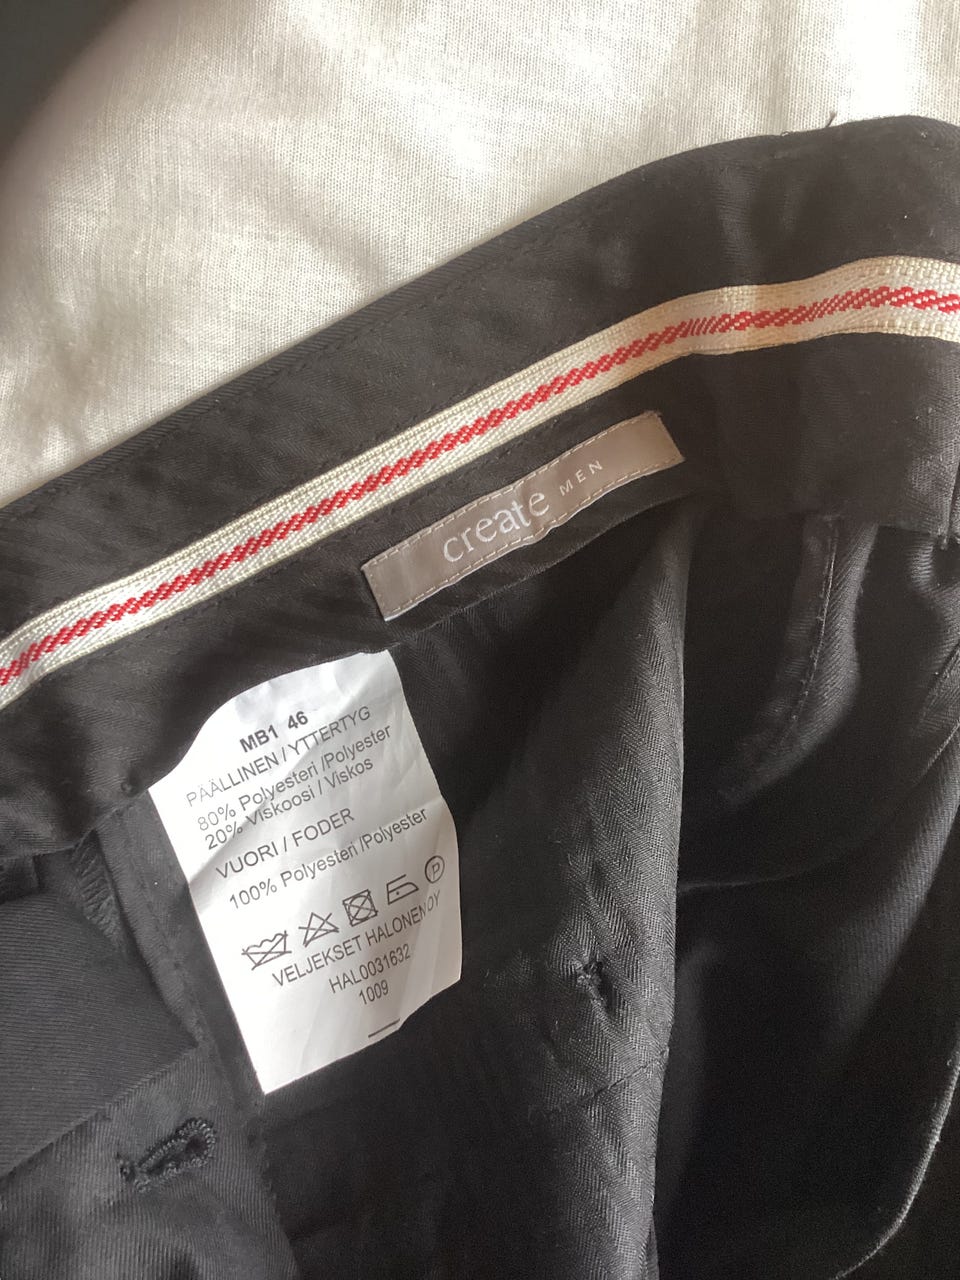 create MEN
MB1 46
PÄÄLLINEN / YTTERTYG
80% Polyesteri /Polyester
20% Viskoosi / Viskos
VUORI / FODER
100% Polyesteri /Polyester
P
VELJEKSET HALONEN OY
HAL0031632
1009